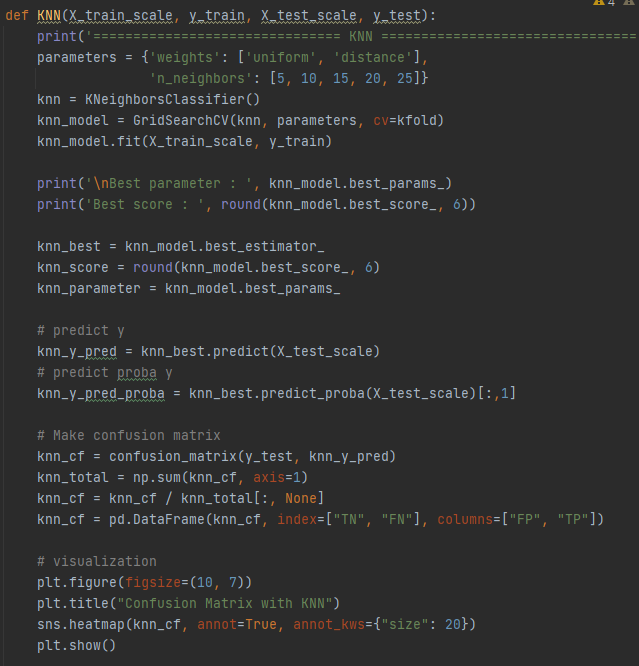 4
def KNN(X_train_scale, y_train, X_test_scale, y_test):
    print('=============================== KNN ================================
    parameters = {'weights': ['uniform', 'distance'],
                  'n_neighbors': [5, 10, 15, 20, 25]}
    knn = KNeighborsClassifier()
    knn_model = GridSearchCV(knn, parameters, cv=kfold)
    knn_model.fit(X_train_scale, y_train)

    print('\nBest parameter : ', knn_model.best_params_)
    print('Best score : ', round(knn_model.best_score_, 6))

    knn_best = knn_model.best_estimator_
    knn_score = round(knn_model.best_score_, 6)
    knn_parameter = knn_model.best_params_

    # predict y
    knn_y_pred = knn_best.predict(X_test_scale)
    # predict proba y
    knn_y_pred_proba = knn_best.predict_proba(X_test_scale)[:,1]

    # Make confusion matrix
    knn_cf = confusion_matrix(y_test, knn_y_pred)
    knn_total = np.sum(knn_cf, axis=1)
    knn_cf = knn_cf / knn_total[:, None]
    knn_cf = pd.DataFrame(knn_cf, index=["TN", "FN"], columns=["FP", "TP"])

    # visualization
    plt.figure(figsize=(10, 7))
    plt.title("Confusion Matrix with KNN")
    sns.heatmap(knn_cf, annot=True, annot_kws={"size": 20})
    plt.show()